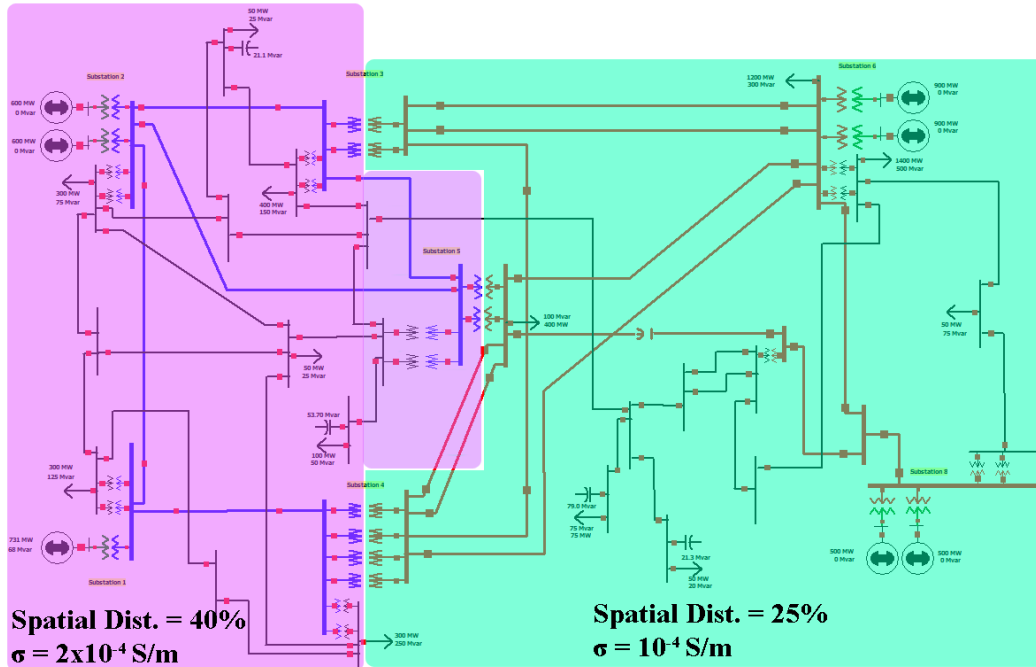 50 MW
25 Mvar
21.1 Mvar
Substation 2
Substation 3
Substation 6
600 MW
0 Mvar
600 MW
0 Mvar
1200 MW
300 Mvar
900 MW
0 Mvar
900 MW
0 Mvar
1400 MW
500 Mvar
300 MW
75 Mvar
400 MW
150 Mvar
Substation 5
100 Mvar
400 MW
50 MW
75 Mvar
50 MW
25 Mvar
53.70 Mvar
100 MW
50 Mvar
300 MW
125 Mvar
Substation 4
Substation 8
79.0 Mvar
75 Mvar
75 MW
731 MW
68 Mvar
21.3 Mvar
50 MW
20 Mvar
500 MW
0 Mvar
500 MW
0 Mvar
Substation 1
300 MW
250 Mvar
Spatial Dist. = 40%
σ = 2x10⁻⁴ S/m
Spatial Dist. = 25%
σ = 10⁻⁴ S/m